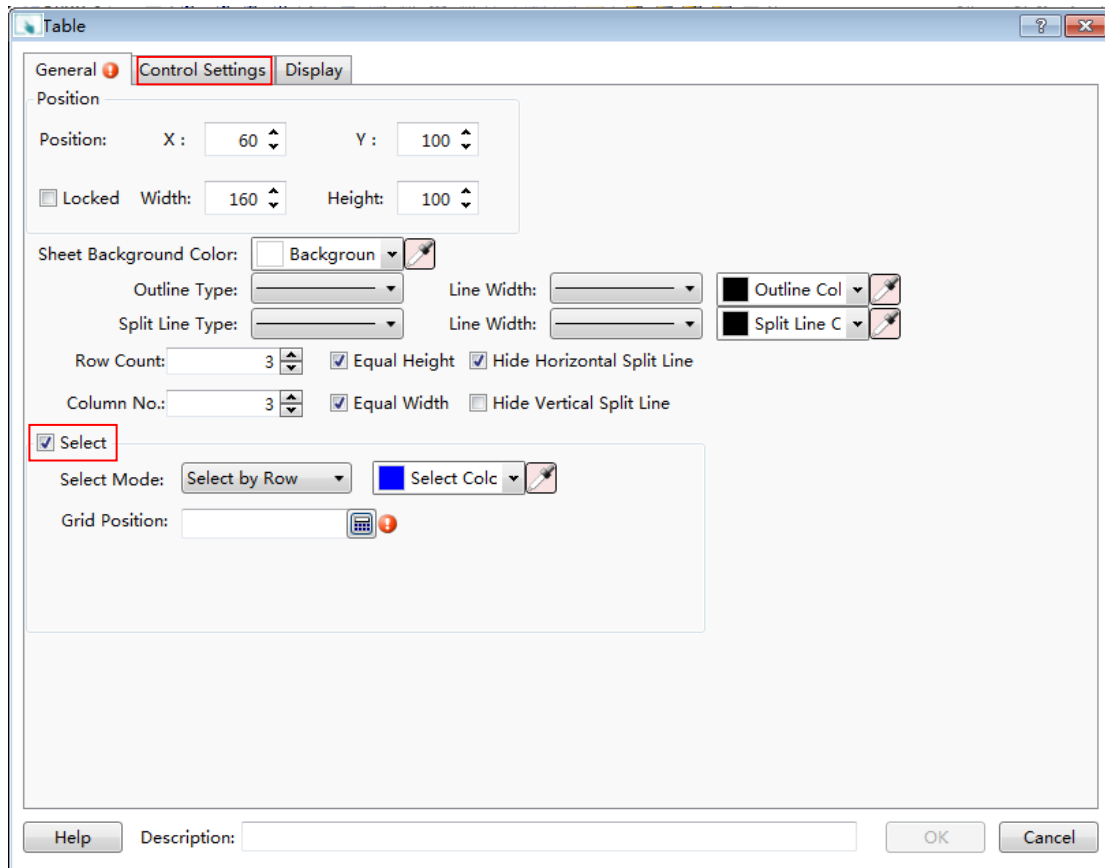 Table
General Control Settings Display
Position
Position: X : 60 Y : 100
Locked Width: 160 Height: 100
Sheet Background Color: Backgroun
Outline Type: Line Width: Outline Col
Split Line Type: Line Width: Split Line C
Row Count: 3 Equal Height Hide Horizontal Split Line
Column No.: 3 Equal Width Hide Vertical Split Line
Select
Select Mode: Select by Row Select Colc
Grid Position:
Help Description: OK Cancel